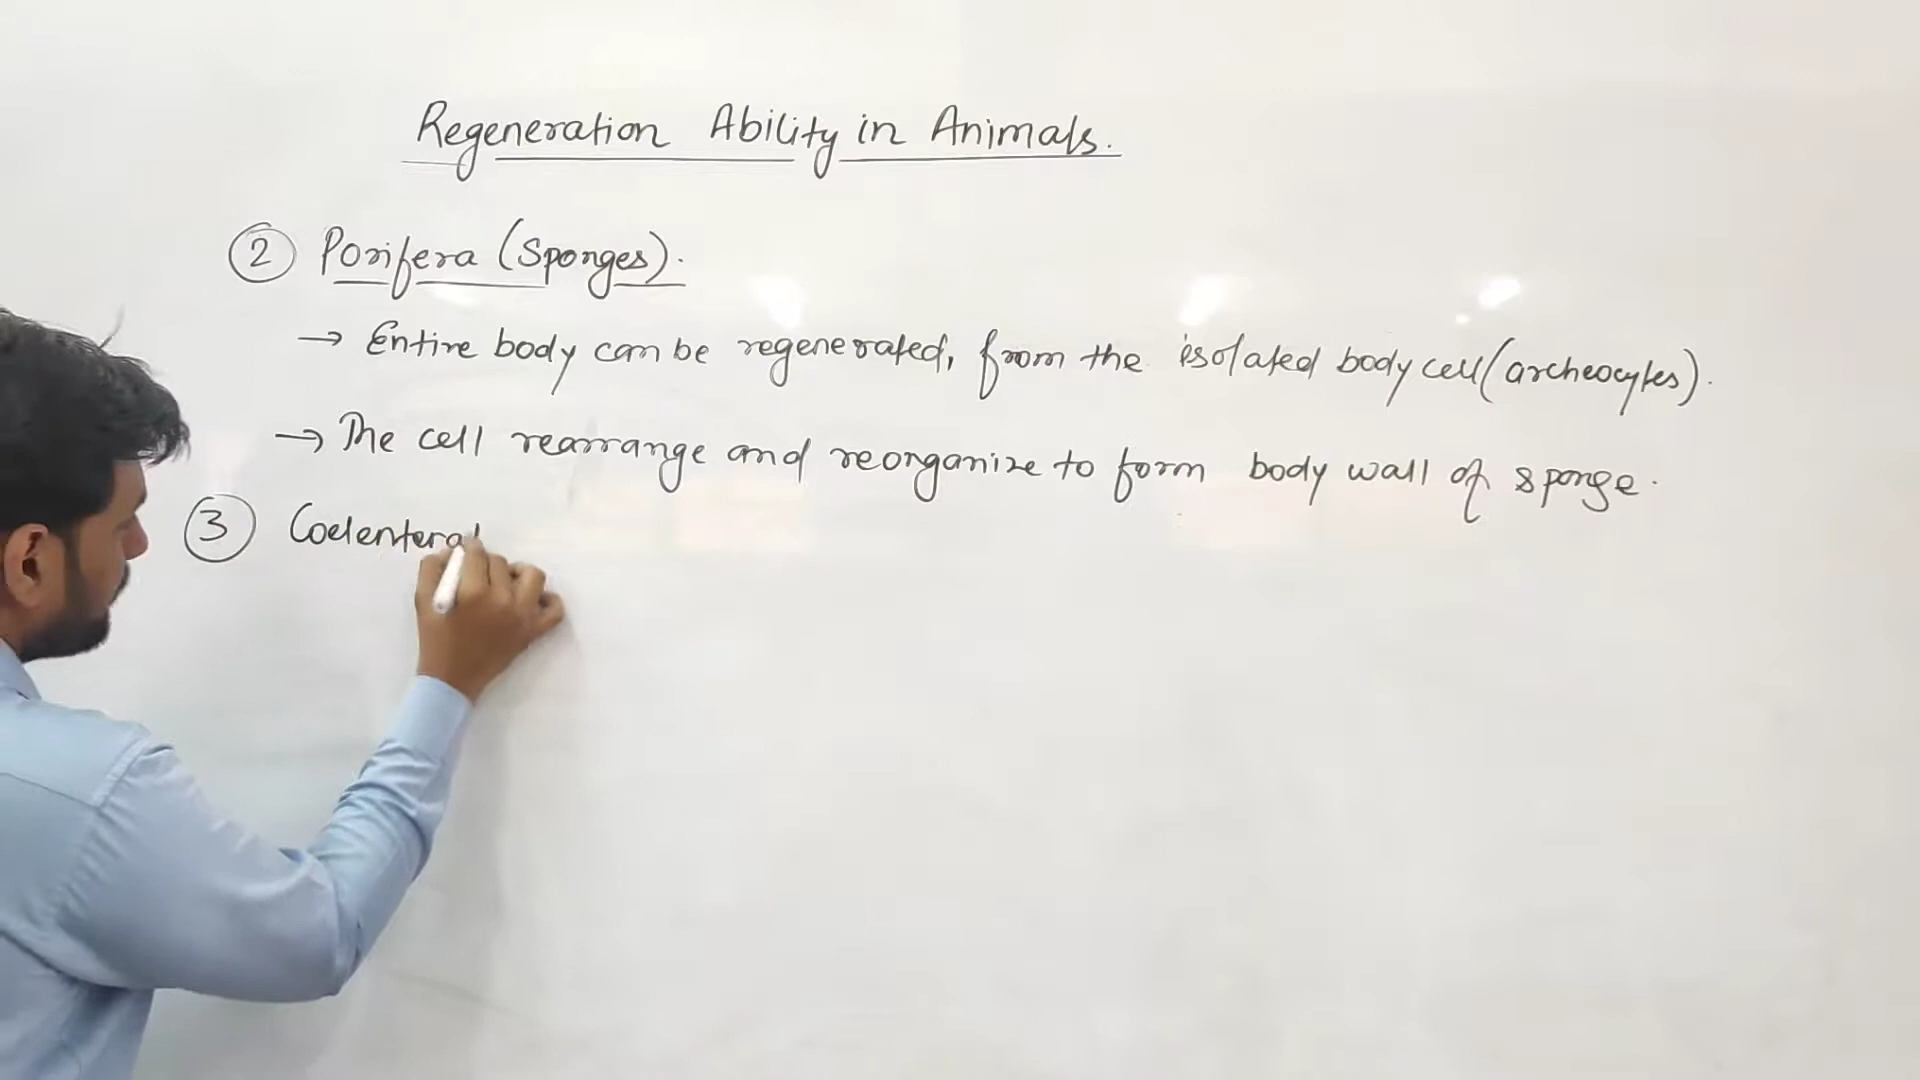 Regeneration Ability in Animals.
② Porifera (Sponges).
→ Entire body can be regenerated, from the isolated body cell (archeocytes).
→ The cell rearrange and reorganize to form body wall of sponge.
③ Coelenterat